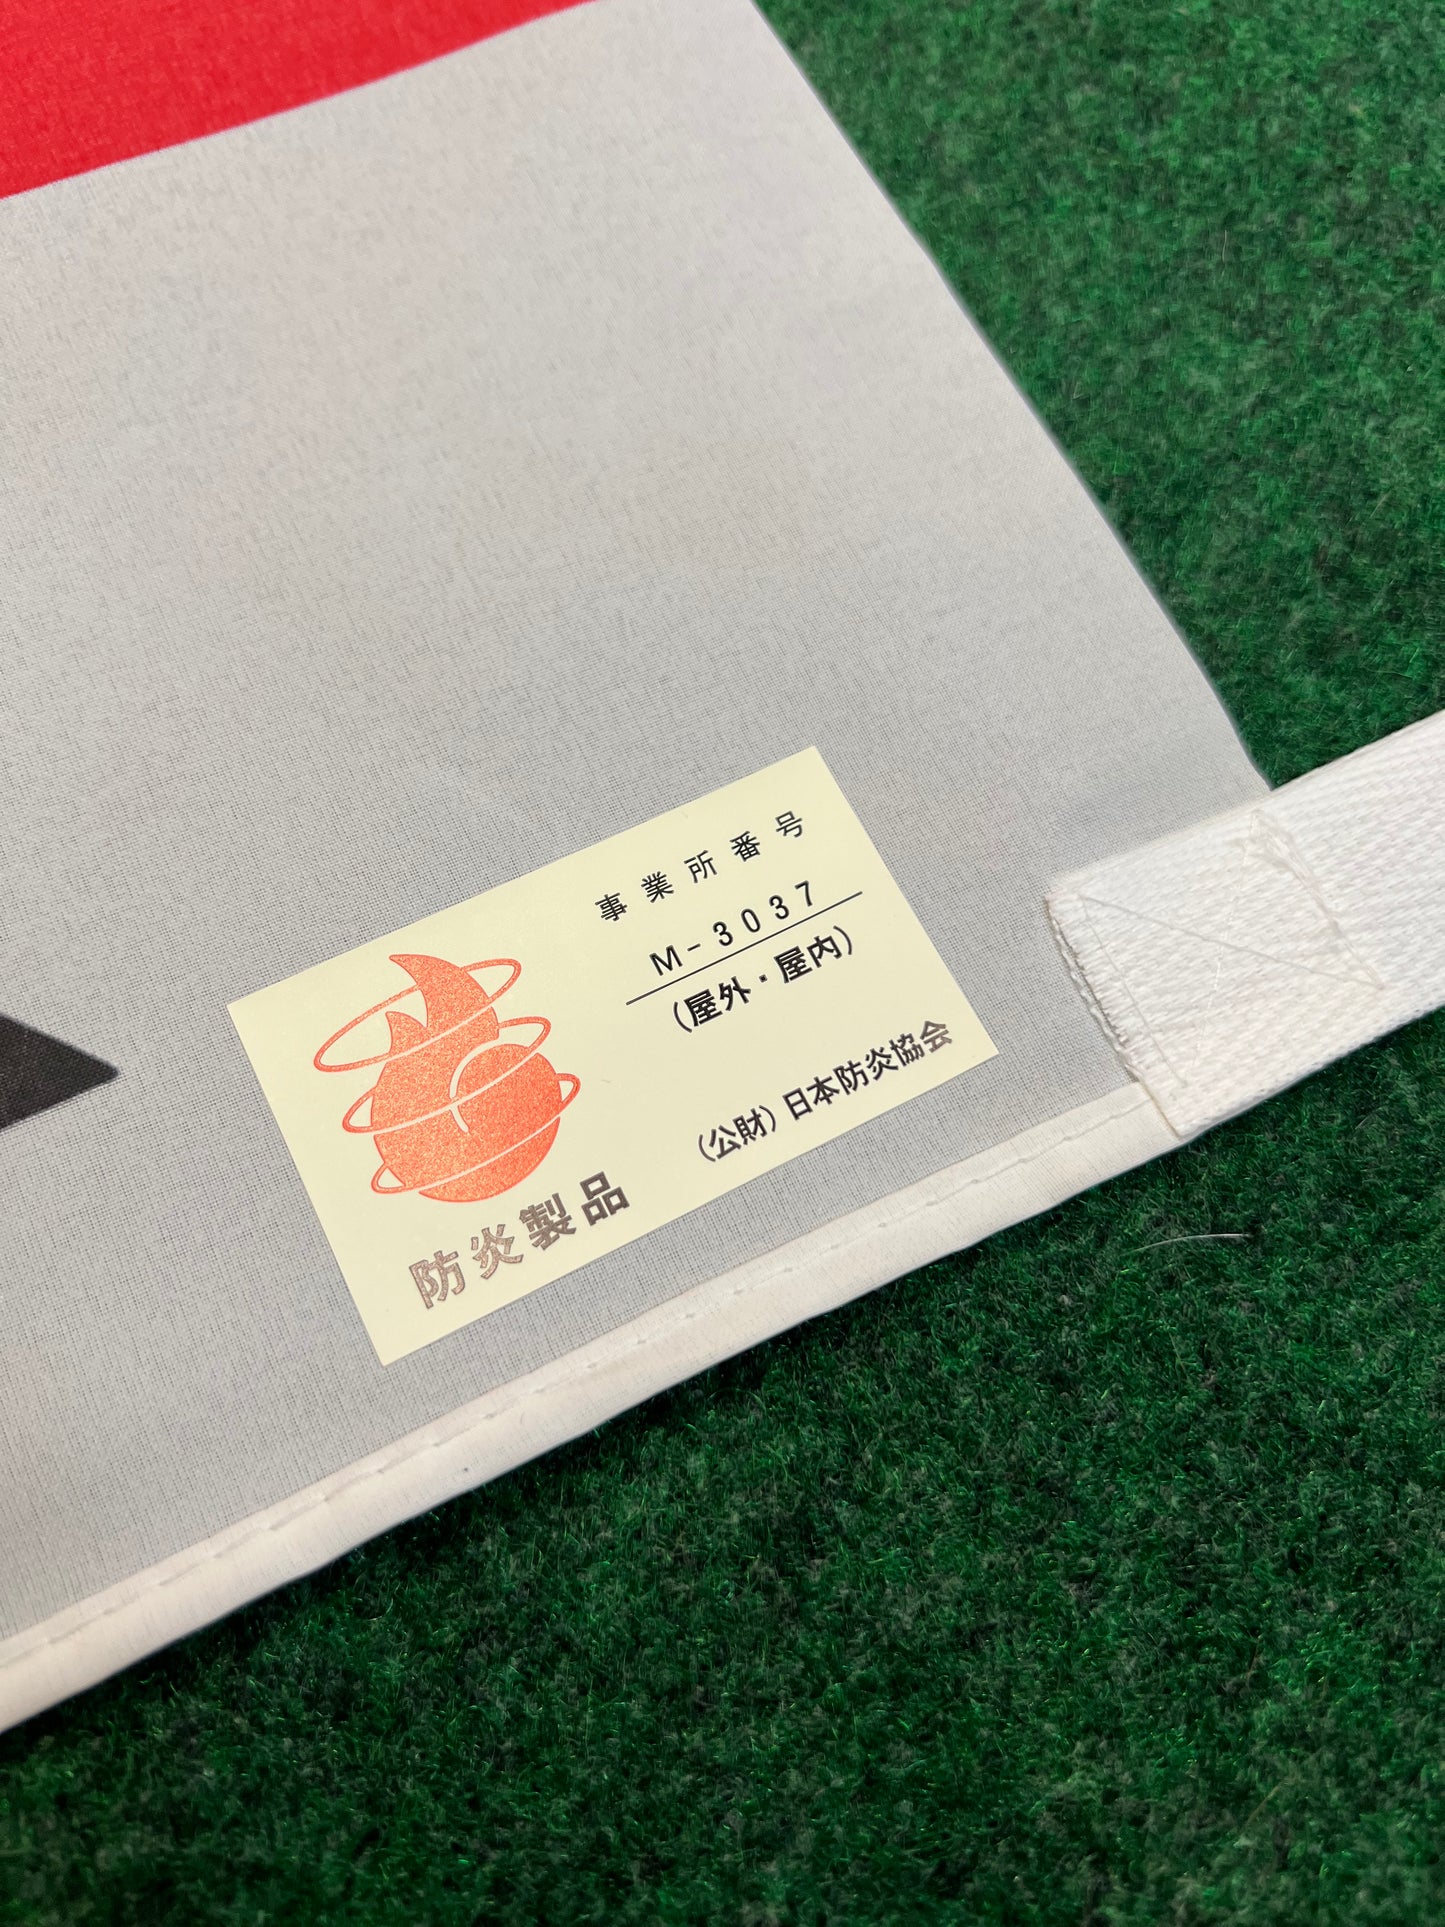 事業所番号
M-3037
(屋外・屋内)
(公財)日本防炎協会
防炎製品